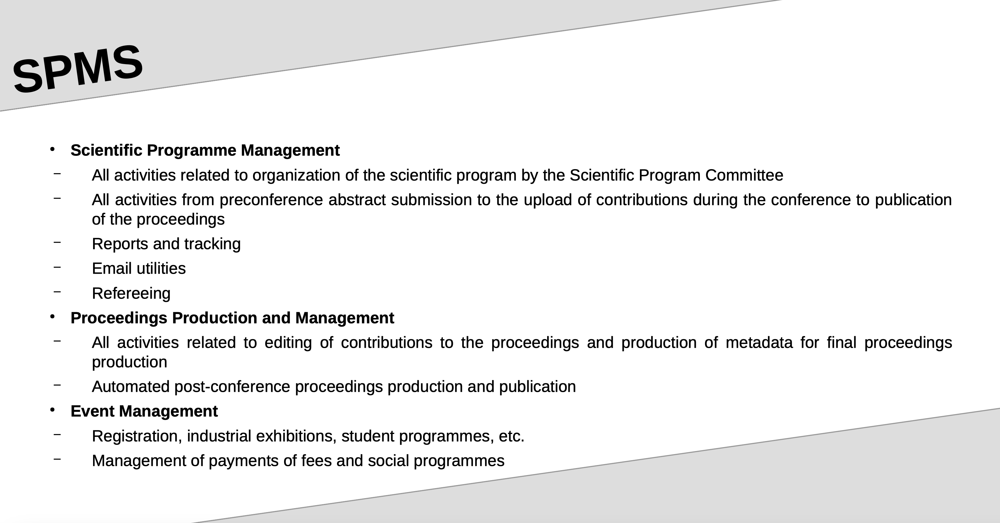 SPMS
• Scientific Programme Management
– All activities related to organization of the scientific program by the Scientific Program Committee
– All activities from preconference abstract submission to the upload of contributions during the conference to publication
of the proceedings
– Reports and tracking
– Email utilities
– Refereeing
• Proceedings Production and Management
– All activities related to editing of contributions to the proceedings and production of metadata for final proceedings
production
– Automated post-conference proceedings production and publication
• Event Management
– Registration, industrial exhibitions, student programmes, etc.
– Management of payments of fees and social programmes